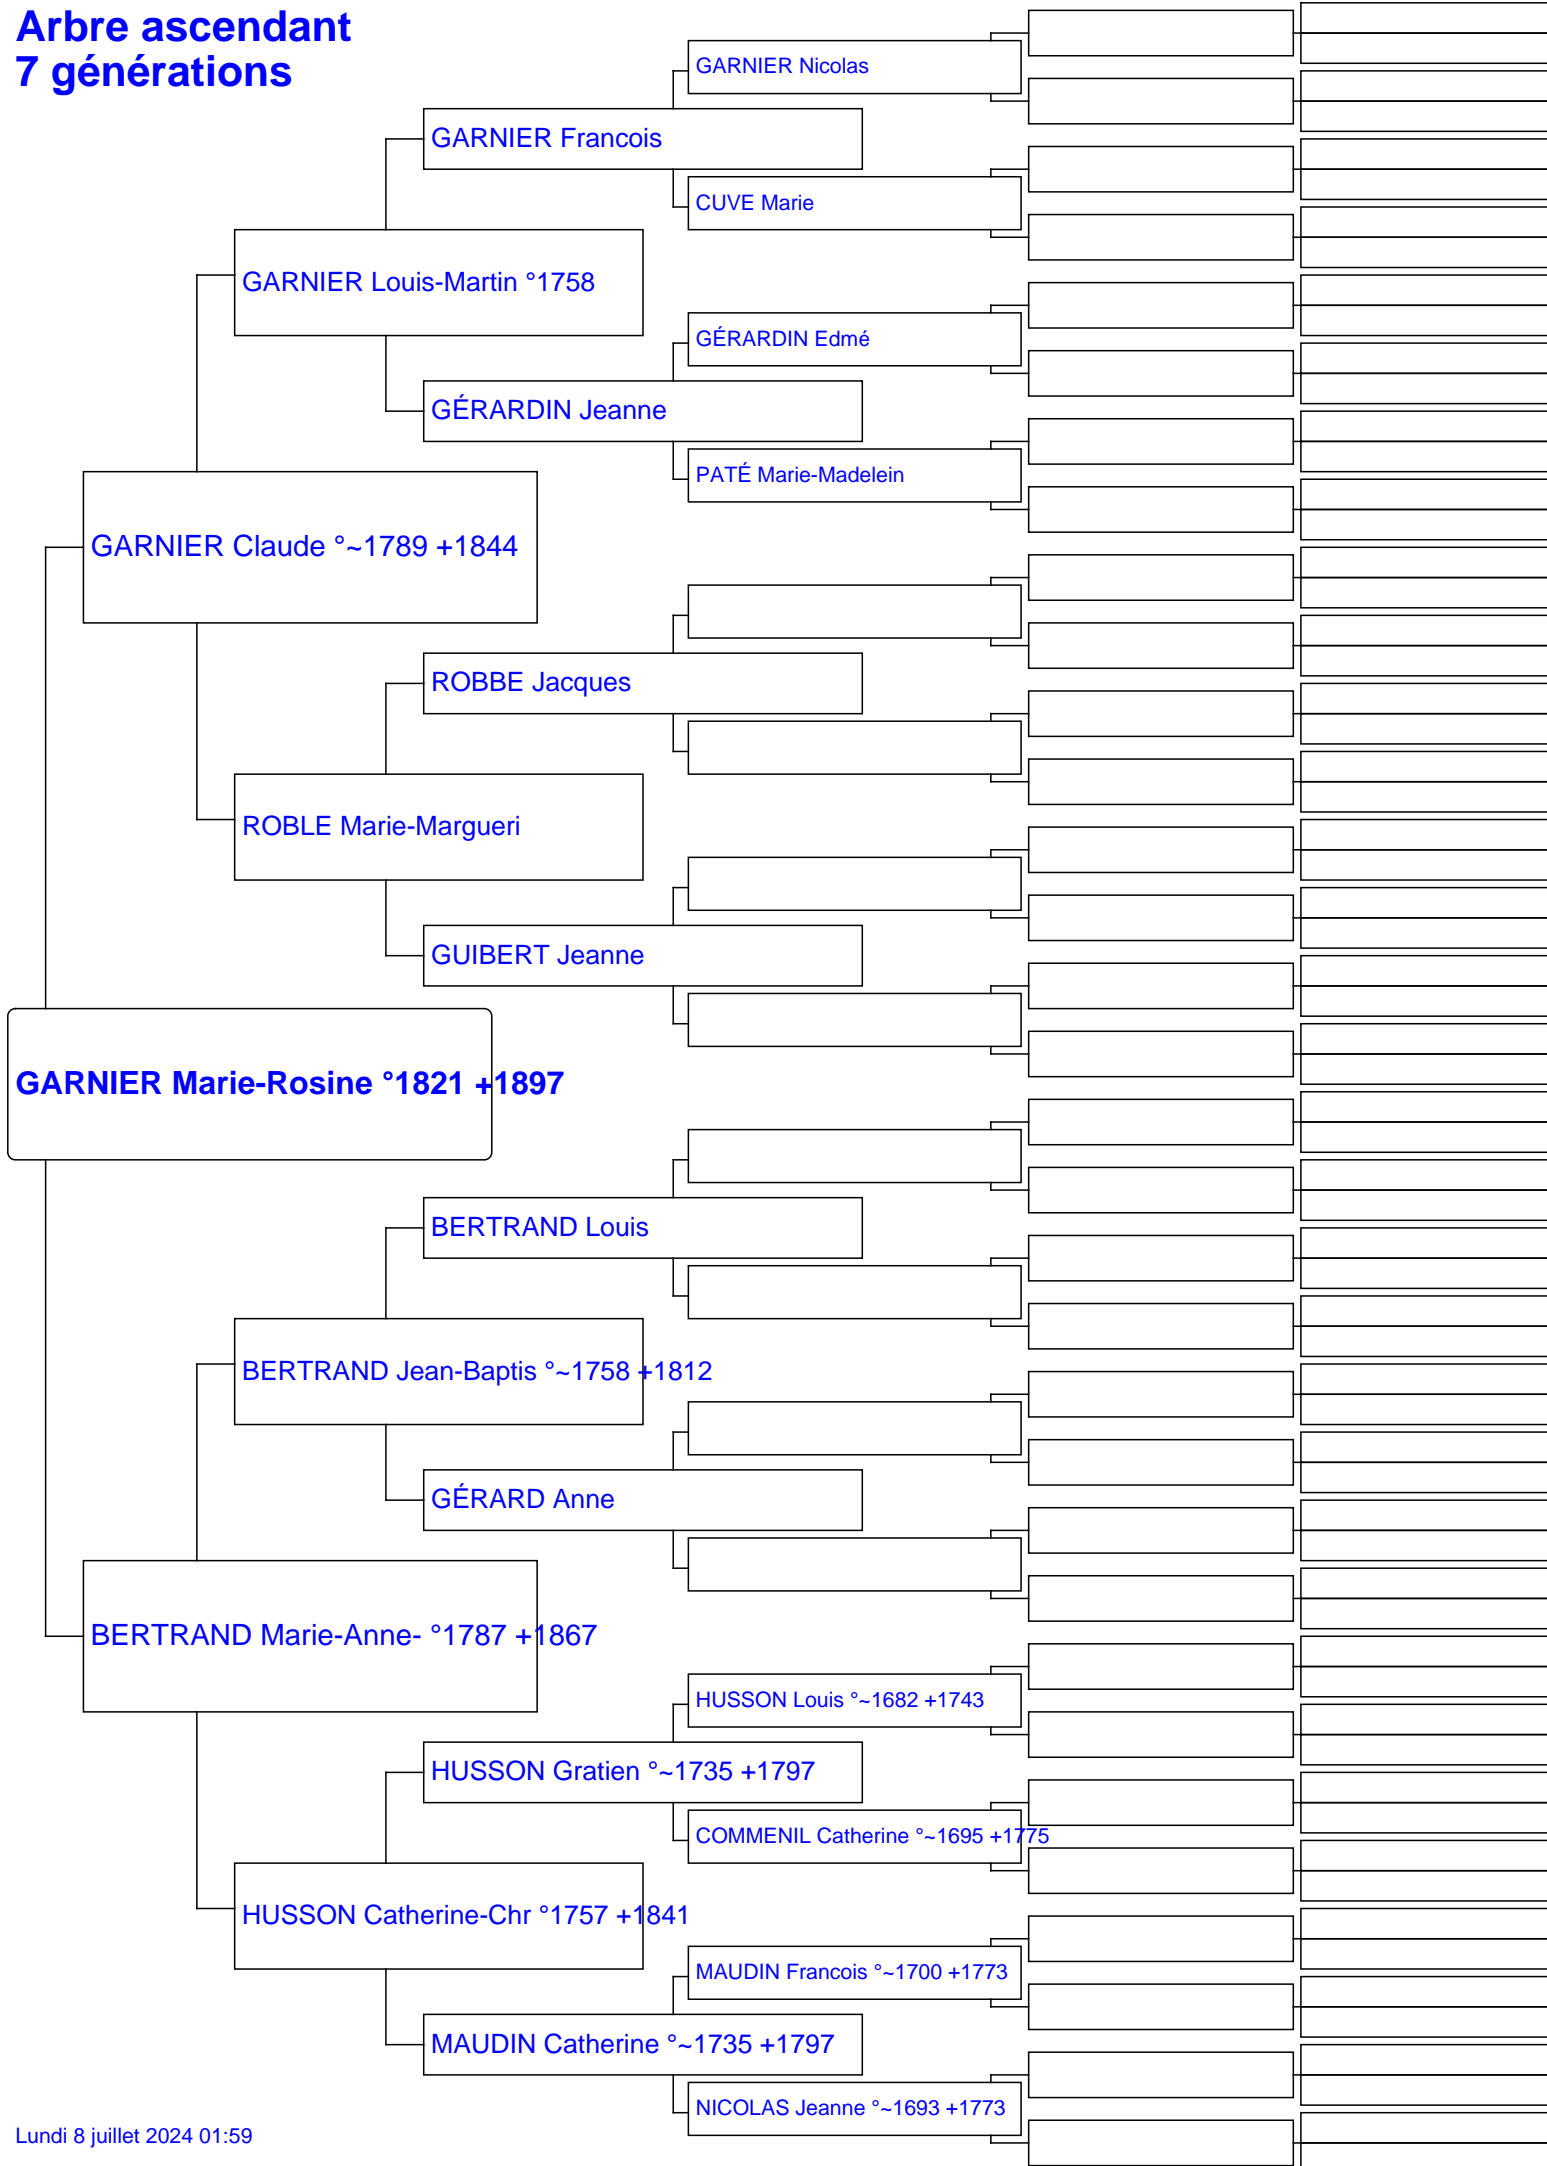 Arbre ascendant
7 générations
GARNIER Nicolas
GARNIER Francois
CUVE Marie
GARNIER Louis-Martin °1758
GÉRARDIN Edmé
GÉRARDIN Jeanne
PATÉ Marie-Madelein
GARNIER Claude °~1789 +1844
ROBBE Jacques
ROBLE Marie-Margueri
GUIBERT Jeanne
GARNIER Marie-Rosine °1821 +1897
BERTRAND Louis
BERTRAND Jean-Baptis °~1758 +1812
GÉRARD Anne
BERTRAND Marie-Anne- °1787 +1867
HUSSON Louis °~1682 +1743
HUSSON Gratien °~1735 +1797
COMMENIL Catherine °~1695 +1775
HUSSON Catherine-Chr °1757 +1841
MAUDIN Francois °~1700 +1773
MAUDIN Catherine °~1735 +1797
NICOLAS Jeanne °~1693 +1773
Lundi 8 juillet 2024 01:59